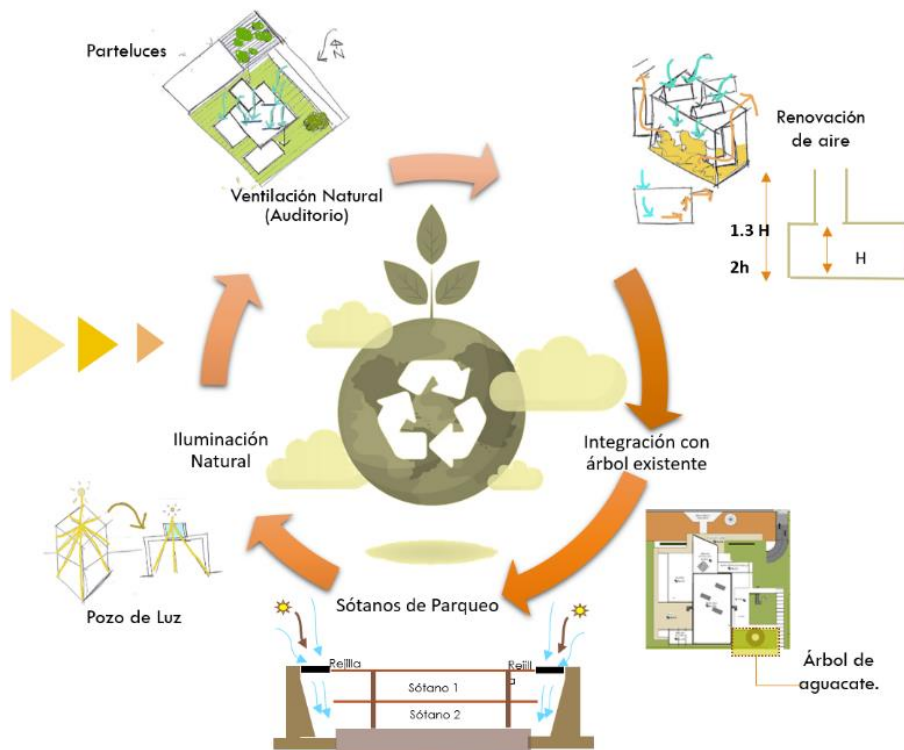 Parteluces
Ventilación Natural
(Auditorio)
Renovación
de aire
1.3 H
2h
H
Iluminación
Natural
Integración con
árbol existente
Pozo de Luz
Sótanos de Parqueo
Rejilla
Rejill
a
Sótano 1
Sótano 2
Árbol de
aguacate.